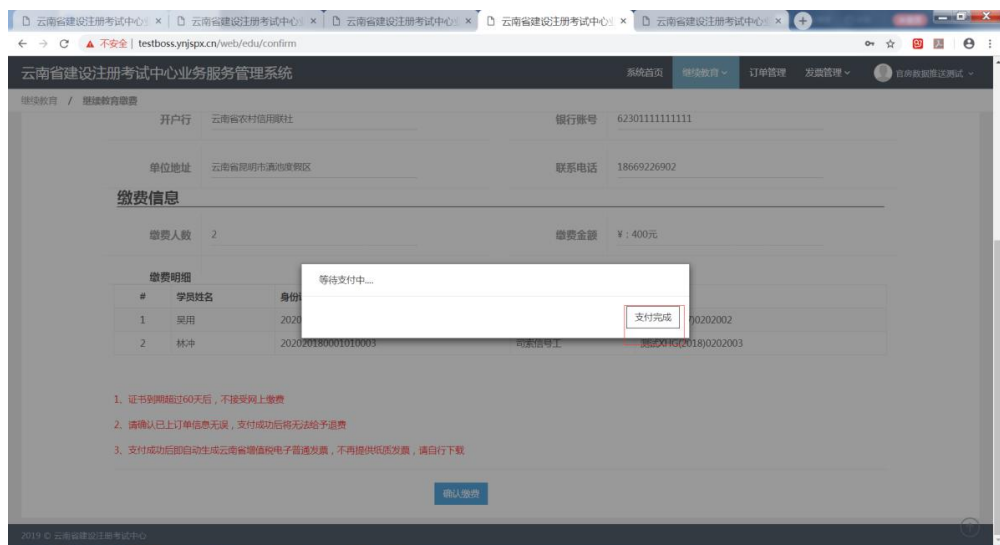 云南省建设注册考试中心 云南省建设注册考试中心 云南省建设注册考试中心 云南省建设注册考试中心 云南省建设注册考试中心
不安全 | testboss.ynjspx.cn/web/edu/confirm
云南省建设注册考试中心业务服务管理系统 系统首页 继续教育 订单管理 发票管理 官房数据推送测试
继续教育 / 继续教育缴费
开户行 云南省农村信用联社 银行账号 62301111111111
单位地址 云南省昆明市滇池度假区 联系电话 18669226902
缴费信息
缴费人数 2 缴费金额 ¥:400元
等待支付中....
缴费明细
# 学员姓名 身份
支付完成
1 吴用 2020 )0202002
2 林冲 202020180001010003 司索信号工 测试XHG(2018)0202003
1、证书到期超过60天后,不接受网上缴费
2、请确认已上订单信息无误,支付成功后将无法给予退费
3、支付成功后即自动生成云南省增值税电子普通发票,不再提供纸质发票,请自行下载
确认缴费
2019 © 云南省建设注册考试中心